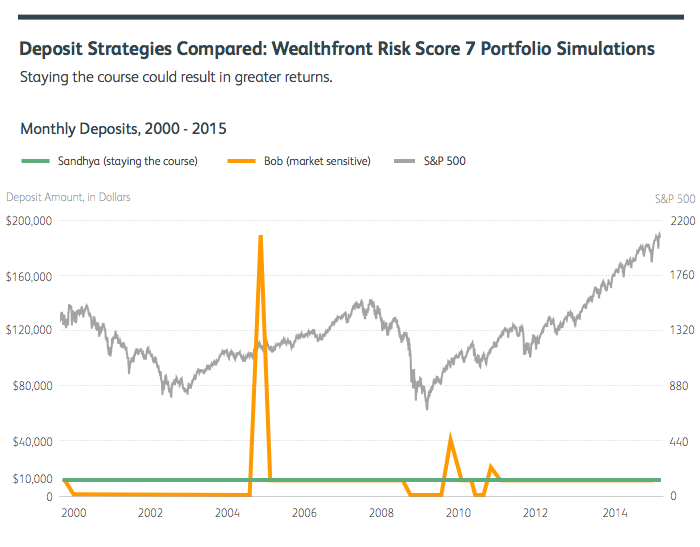 Deposit Strategies Compared: Wealthfront Risk Score 7 Portfolio Simulations
Staying the course could result in greater returns.
Monthly Deposits, 2000 - 2015
Sandhya (staying the course) Bob (market sensitive) S&P 500
Deposit Amount, in Dollars S&P 500
$200,000 2200
$160,000 1760
$120,000 1320
$80,000 880
$40,000 440
$10,000
0 0
2000 2002 2004 2006 2008 2010 2012 2014